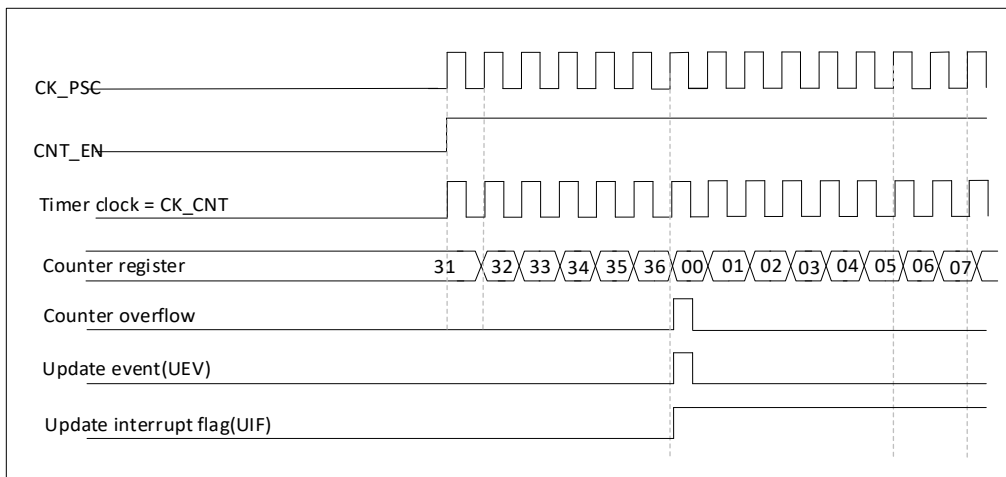 CK_PSC
CNT_EN
Timer clock = CK_CNT
Counter register 31 32 33 34 35 36 00 01 02 03 04 05 06 07
Counter overflow
Update event(UEV)
Update interrupt flag(UIF)